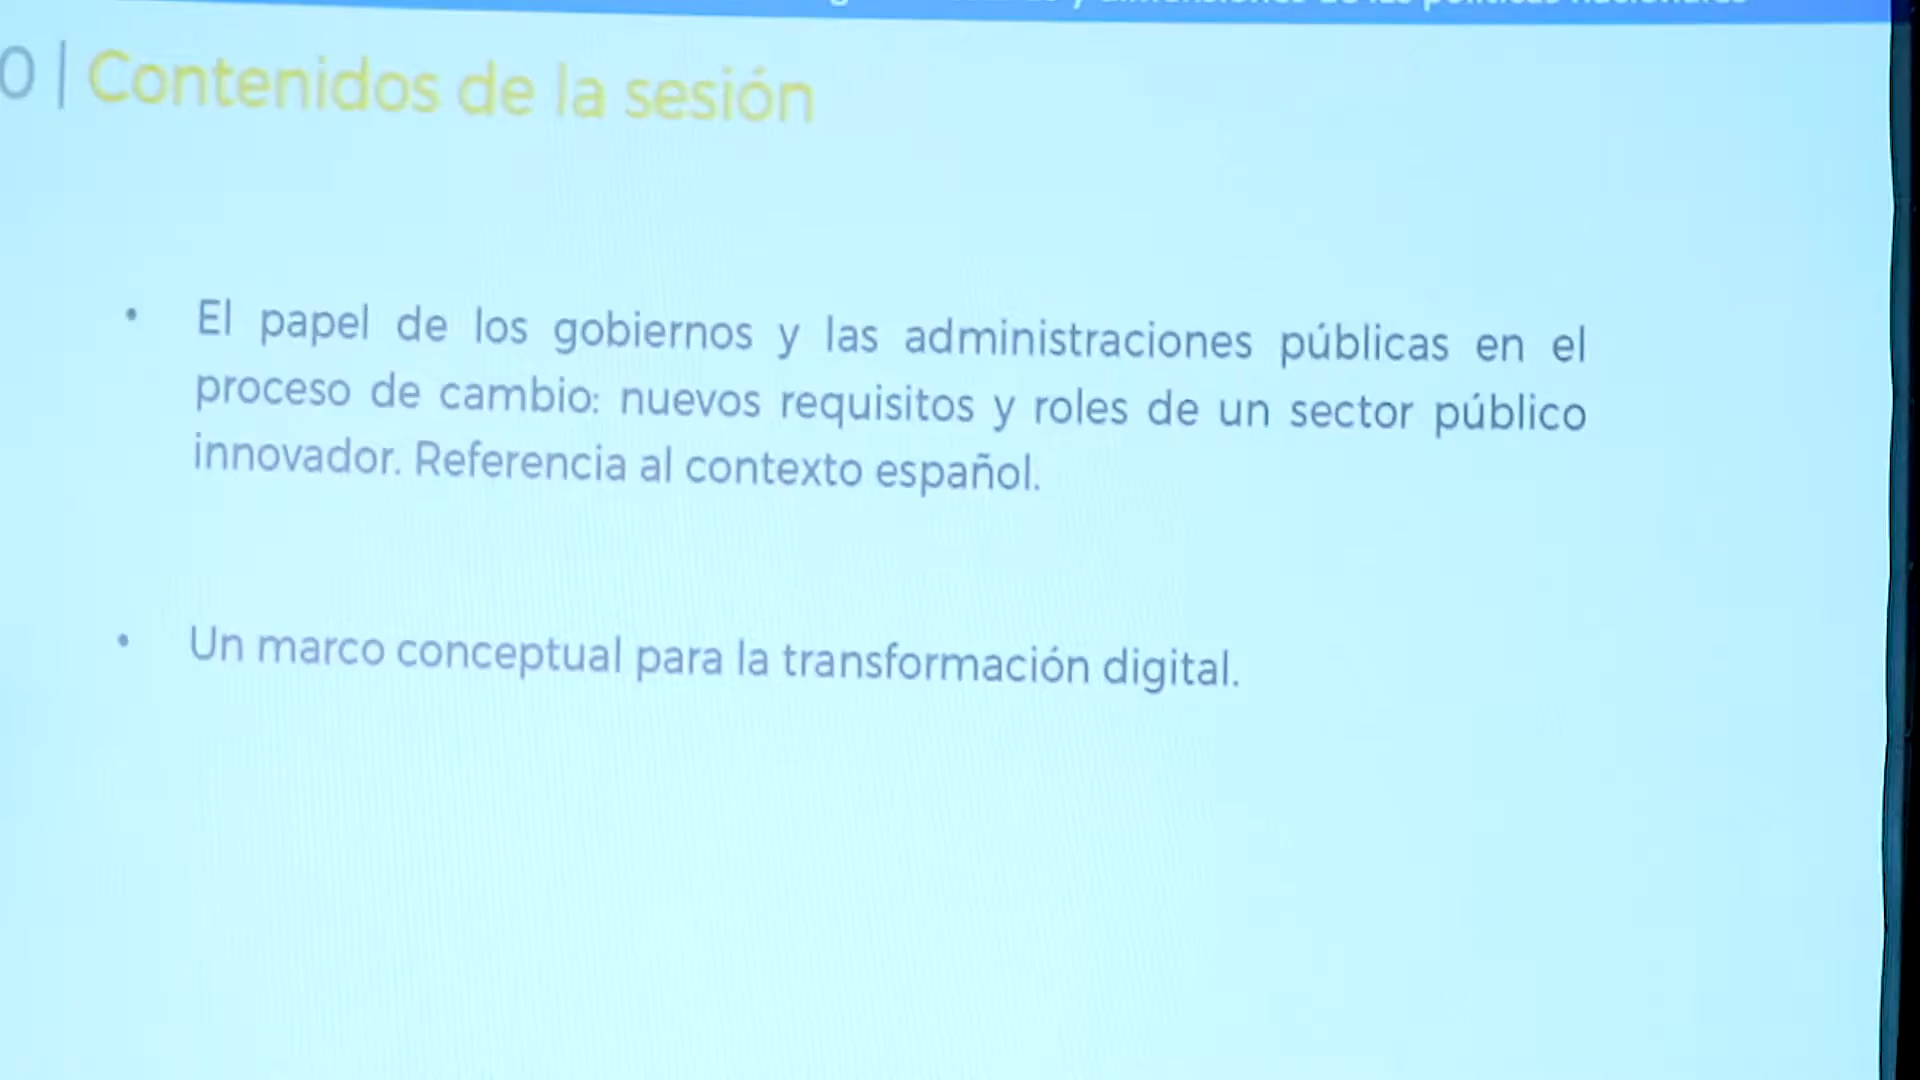 0 | Contenidos de la sesión
• El papel de los gobiernos y las administraciones públicas en el
proceso de cambio: nuevos requisitos y roles de un sector público
innovador. Referencia al contexto español.
• Un marco conceptual para la transformación digital.